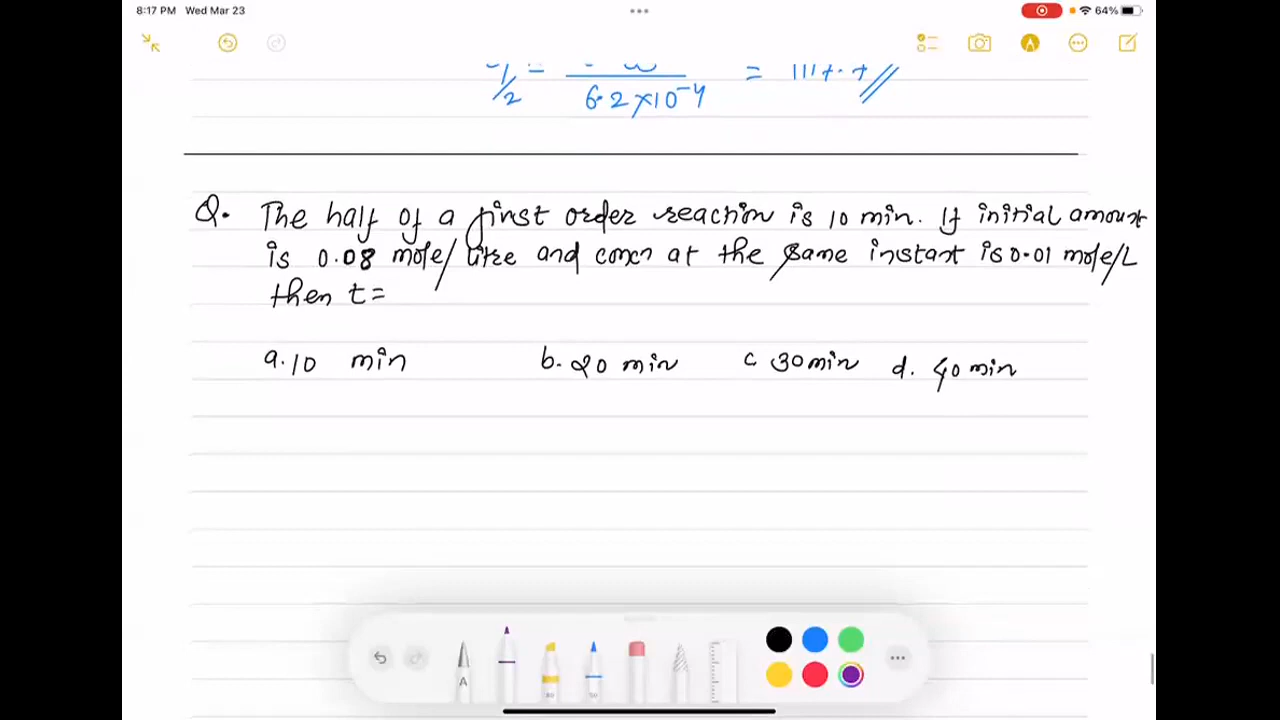 8:17 PM Wed Mar 23
64%
6.2×10⁻⁴
Q. The half of a first order reaction is 10 min. If initial amount
is 0.08 mole/litre and concn at the same instant is 0.01 mole/L
then t=
a. 10 min b. 20 min c 30 min d. 40 min
A
80
50